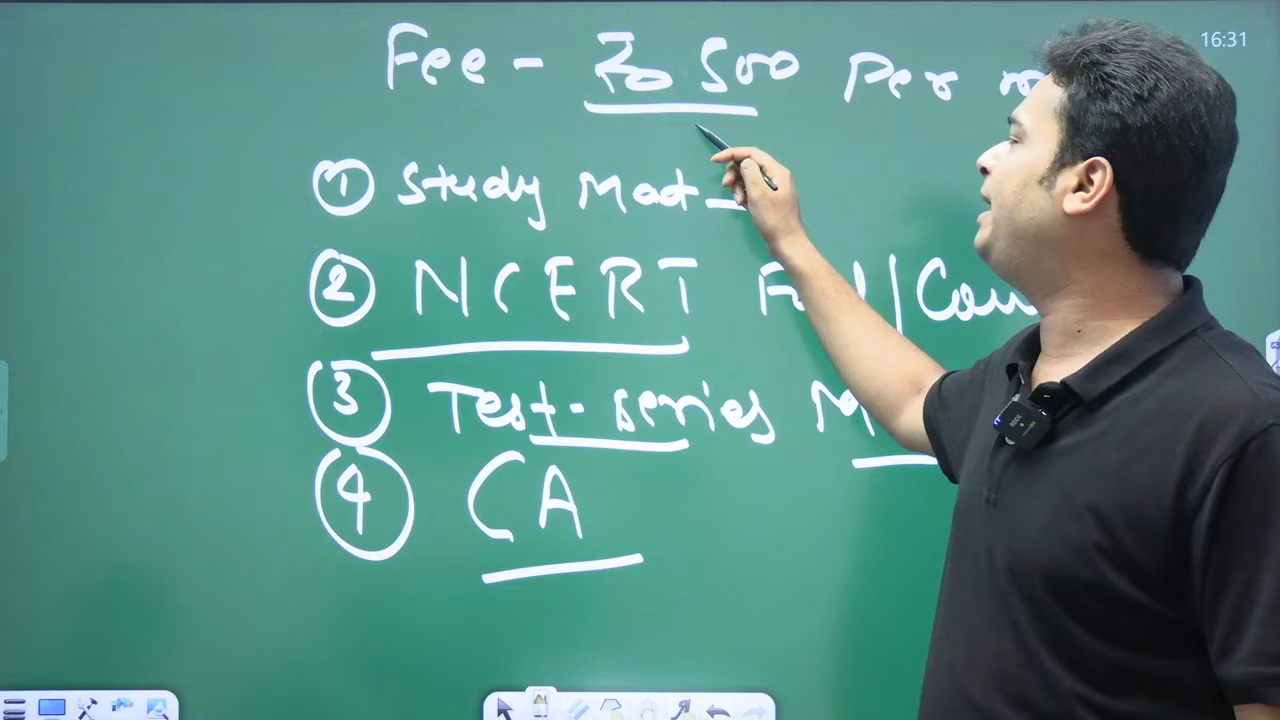 16:31
Fee - ₹ 500 Per
① Study Mat
② NCERT
③ Test-series
④ CA